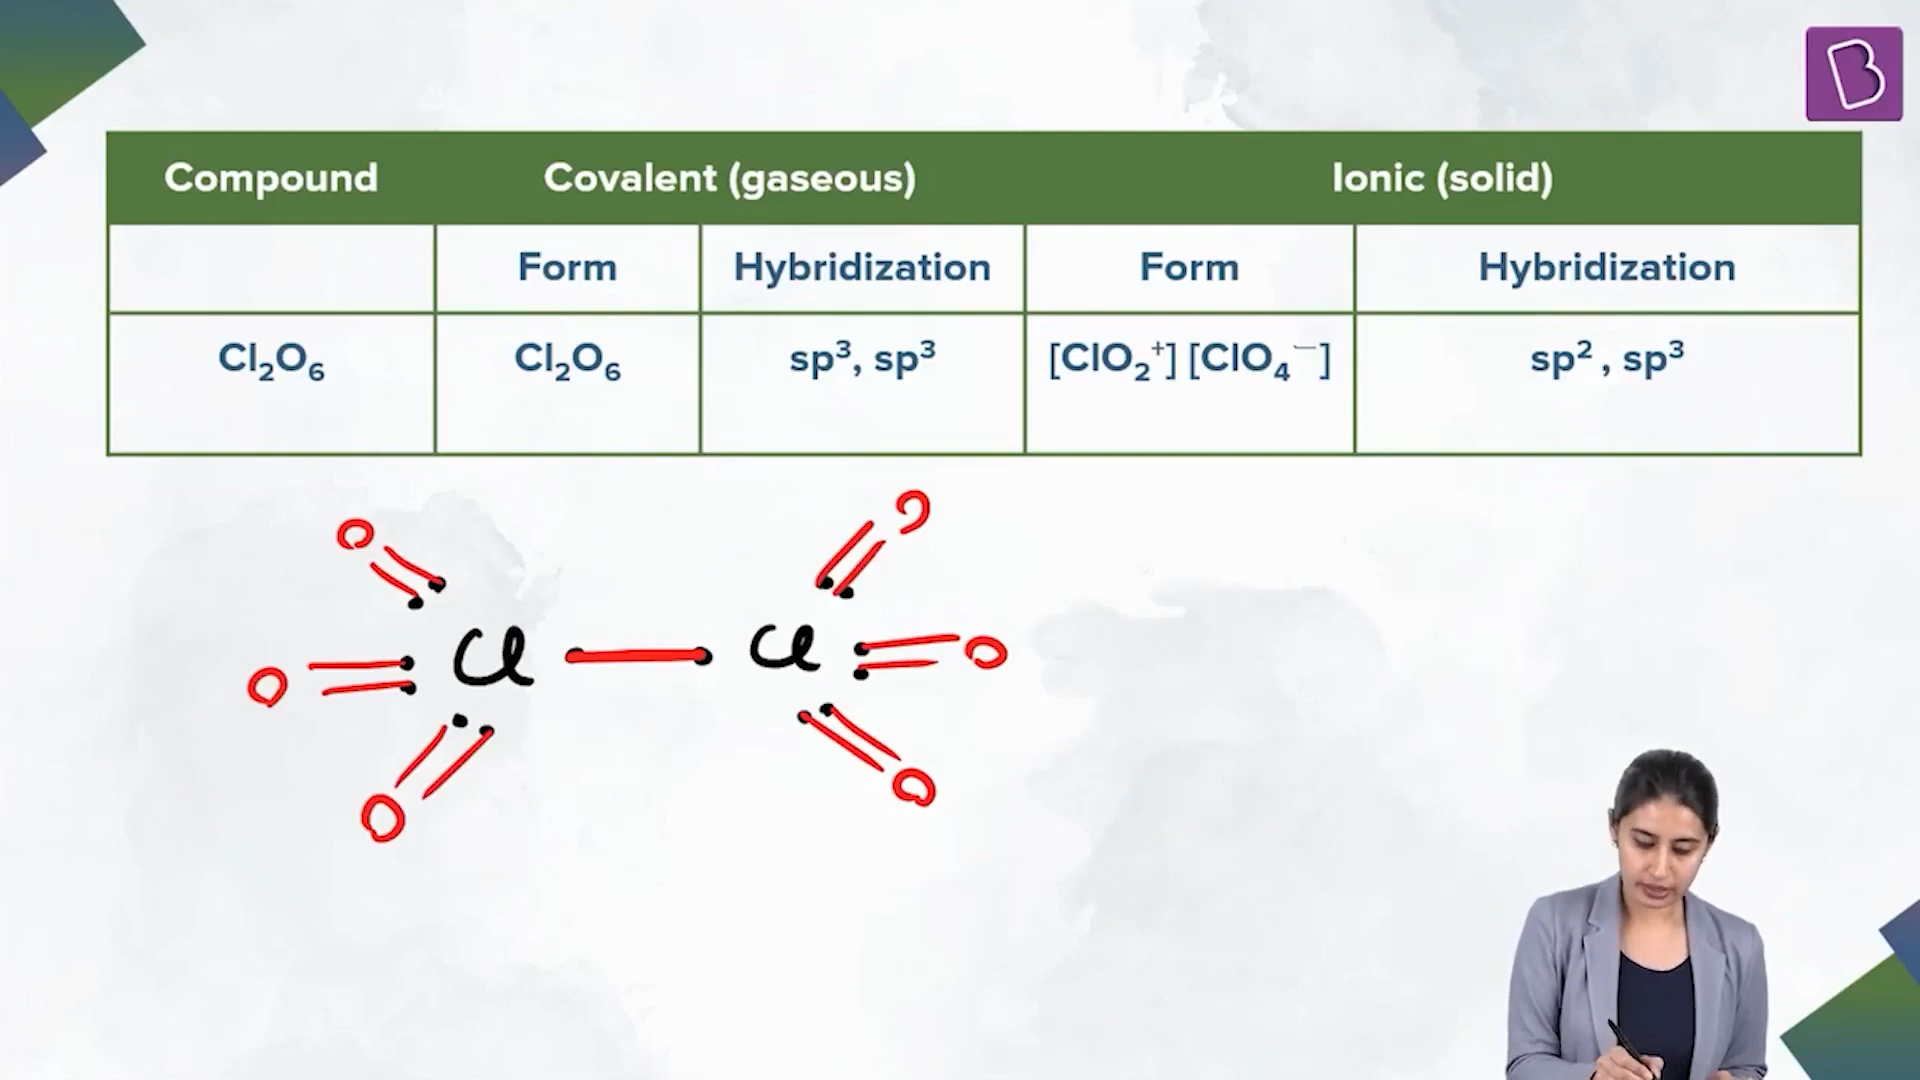 B
Compound Covalent (gaseous) Ionic (solid)
Form Hybridization Form Hybridization
Cl₂O₆ Cl₂O₆ sp³, sp³ [ClO₂⁺] [ClO₄⁻] sp² , sp³
O O
Cl Cl
O O
O O